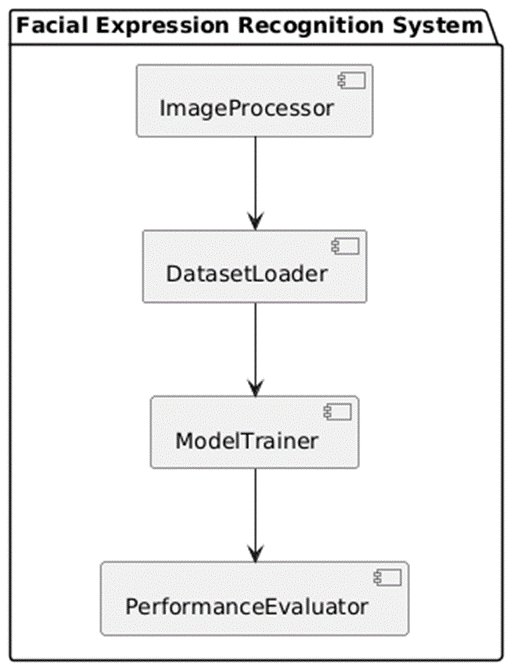 Facial Expression Recognition System
ImageProcessor
DatasetLoader
ModelTrainer
PerformanceEvaluator